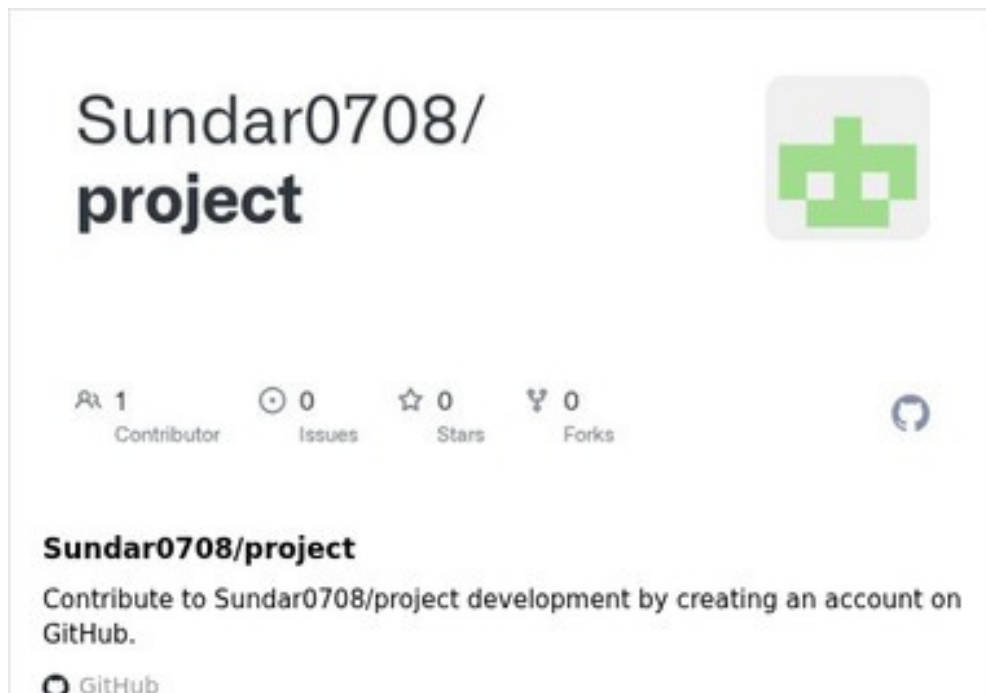 Sundar0708/
project
1 0 0 0
Contributor Issues Stars Forks
Sundar0708/project
Contribute to Sundar0708/project development by creating an account on
GitHub.
GitHub